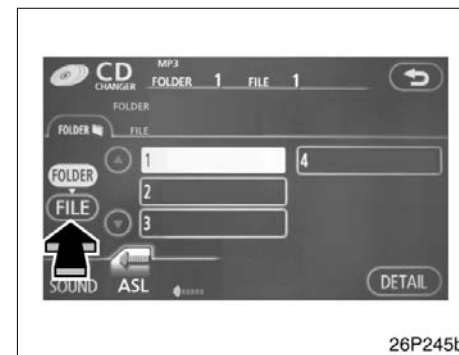 CD
CHANGER
MP3
FOLDER 1 FILE 1
FOLDER
FOLDER
FILE
FOLDER
FILE
1
2
3
4
SOUND
ASL
DETAIL
26P245b